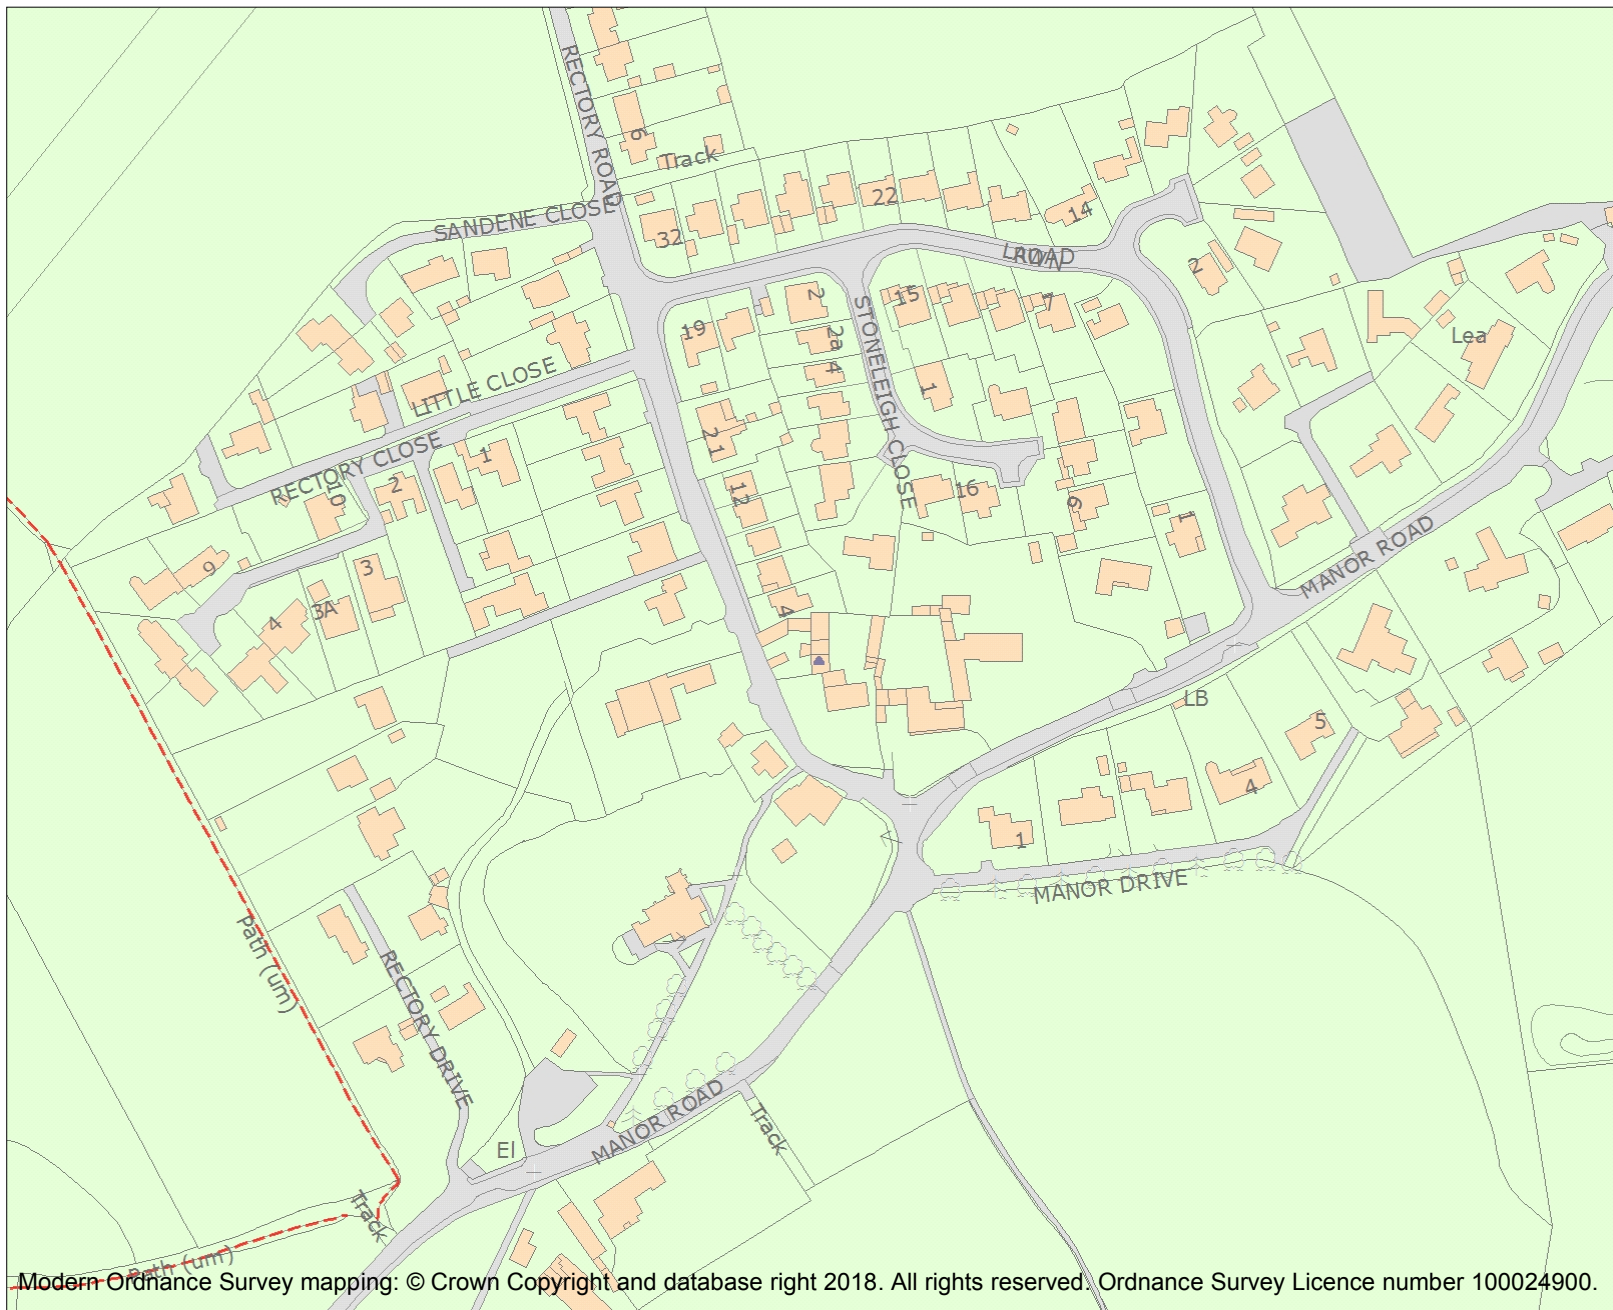 RECTORY ROAD
6
Track
SANDENE CLOSE
32
22
14
LAWN
ROAD
2
2
15
7
19
2a
4
STONELEIGH CLOSE
1
Lea
LITTLE CLOSE
RECTORY CLOSE
1
2
10
21
12
16
6
1
MANOR ROAD
9
3
3A
4
4
LB
5
4
1
MANOR DRIVE
Path (um)
RECTORY DRIVE
El
MANOR ROAD
Track
Track
Path (um)
Modern Ordnance Survey mapping: © Crown Copyright and database right 2018. All rights reserved. Ordnance Survey Licence number 100024900.